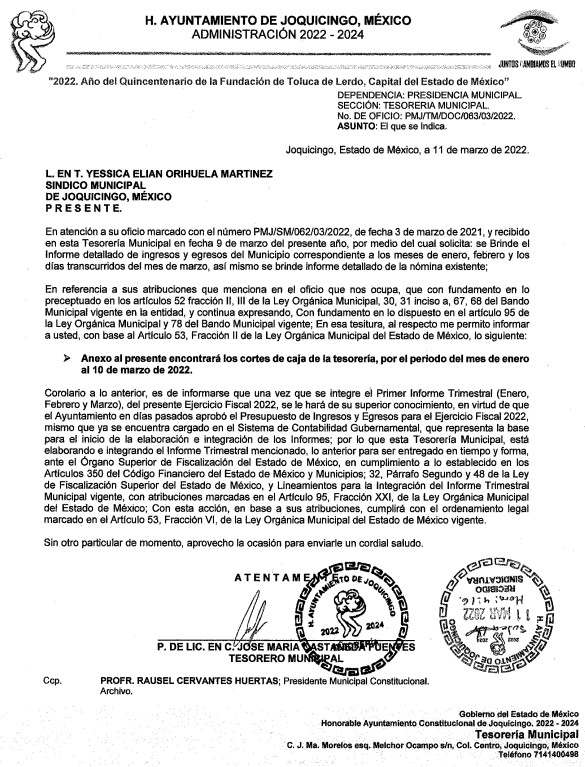 H. AYUNTAMIENTO DE JOQUICINGO, MÉXICO
ADMINISTRACIÓN 2022 - 2024
JUNTOS CAMBIAMOS EL RUMBO
"2022. Año del Quincentenario de la Fundación de Toluca de Lerdo, Capital del Estado de México"
DEPENDENCIA: PRESIDENCIA MUNICIPAL.
SECCIÓN: TESORERIA MUNICIPAL.
No. DE OFICIO: PMJ/TM/DOC/063/03/2022.
ASUNTO: El que se Indica.
Joquicingo, Estado de México, a 11 de marzo de 2022.
L. EN T. YESSICA ELIAN ORIHUELA MARTINEZ
SINDICO MUNICIPAL
DE JOQUICINGO, MÉXICO
P R E S E N T E.
En atención a su oficio marcado con el número PMJ/SM/062/03/2022, de fecha 3 de marzo de 2021, y recibido
en esta Tesorería Municipal en fecha 9 de marzo del presente año, por medio del cual solicita: se Brinde el
Informe detallado de ingresos y egresos del Municipio correspondiente a los meses de enero, febrero y los
días transcurridos del mes de marzo, así mismo se brinde informe detallado de la nómina existente;
En referencia a sus atribuciones que menciona en el oficio que nos ocupa, que con fundamento en lo
preceptuado en los artículos 52 fracción II, III de la Ley Orgánica Municipal, 30, 31 inciso a, 67, 68 del Bando
Municipal vigente en la entidad, y continua expresando, Con fundamento en lo dispuesto en el artículo 95 de
la Ley Orgánica Municipal y 78 del Bando Municipal vigente; En esa tesitura, al respecto me permito informar
a usted, con base al Artículo 53, Fracción II de la Ley Orgánica Municipal del Estado de México, lo siguiente:
➤ Anexo al presente encontrará los cortes de caja de la tesorería, por el periodo del mes de enero
al 10 de marzo de 2022.
Corolario a lo anterior, es de informarse que una vez que se integre el Primer Informe Trimestral (Enero,
Febrero y Marzo), del presente Ejercicio Fiscal 2022, se le hará de su superior conocimiento, en virtud de que
el Ayuntamiento en días pasados aprobó el Presupuesto de Ingresos y Egresos para el Ejercicio Fiscal 2022,
mismo que ya se encuentra cargado en el Sistema de Contabilidad Gubernamental, que representa la base
para el inicio de la elaboración e integración de los Informes; por lo que esta Tesorería Municipal, está
elaborando e integrando el Informe Trimestral mencionado, lo anterior para ser entregado en tiempo y forma,
ante el Órgano Superior de Fiscalización del Estado de México, en cumplimiento a lo establecido en los
Artículos 350 del Código Financiero del Estado de México y Municipios; 32, Párrafo Segundo y 48 de la Ley
de Fiscalización Superior del Estado de México, y Lineamientos para la Integración del Informe Trimestral
Municipal vigente, con atribuciones marcadas en el Artículo 95, Fracción XXI, de la Ley Orgánica Municipal
del Estado de México; Con esta acción, en base a sus atribuciones, cumplirá con el ordenamiento legal
marcado en el Artículo 53, Fracción VI, de la Ley Orgánica Municipal del Estado de México vigente.
Sin otro particular de momento, aprovecho la ocasión para enviarle un cordial saludo.
A T E N T A M E N T E
H. AYUNTAMIENTO DE JOQUICINGO
2022 2024
P. DE LIC. EN C. JOSE MARIA CASTAÑEDA FUENTES
TESORERO MUNICIPAL
H. AYUNTAMIENTO DE JOQUICINGO
2022 2024
11 MAR 2022
Hora:
RECIBIDO
SINDICATURA
Ccp. PROFR. RAUSEL CERVANTES HUERTAS; Presidente Municipal Constitucional.
Archivo.
Gobierno del Estado de México
Honorable Ayuntamiento Constitucional de Joquicingo. 2022 - 2024
Tesorería Municipal
C. J. Ma. Morelos esq. Melchor Ocampo s/n, Col. Centro, Joquicingo, México
Teléfono 7141400498